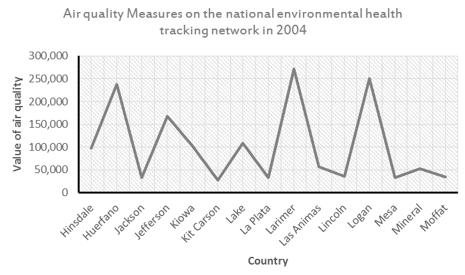 Air quality Measures on the national environmental health
tracking network in 2004
300,000
250,000
200,000
150,000
100,000
50,000
0
Value of air quality
Hinsdale
Huerfano
Jackson
Jefferson
Kiowa
Kit Carson
Lake
La Plata
Larimer
Las Animas
Lincoln
Logan
Mesa
Mineral
Moffat
Country